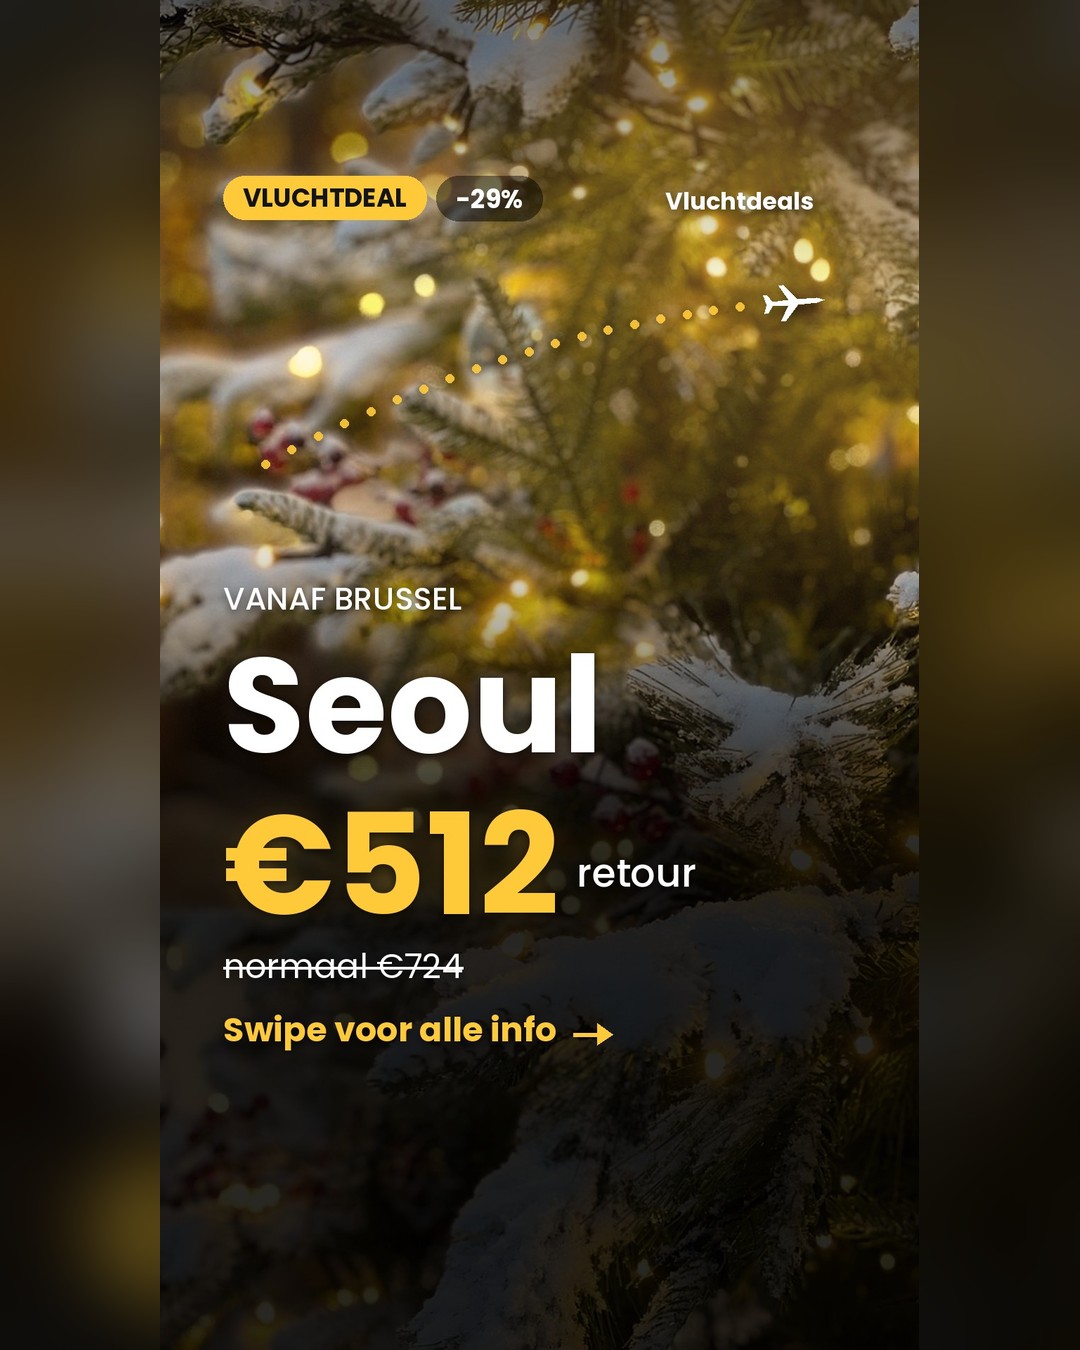 VLUCHTDEAL -29% Vluchtdeals
VANAF BRUSSEL
Seoul
€512 retour
normaal €724
Swipe voor alle info →